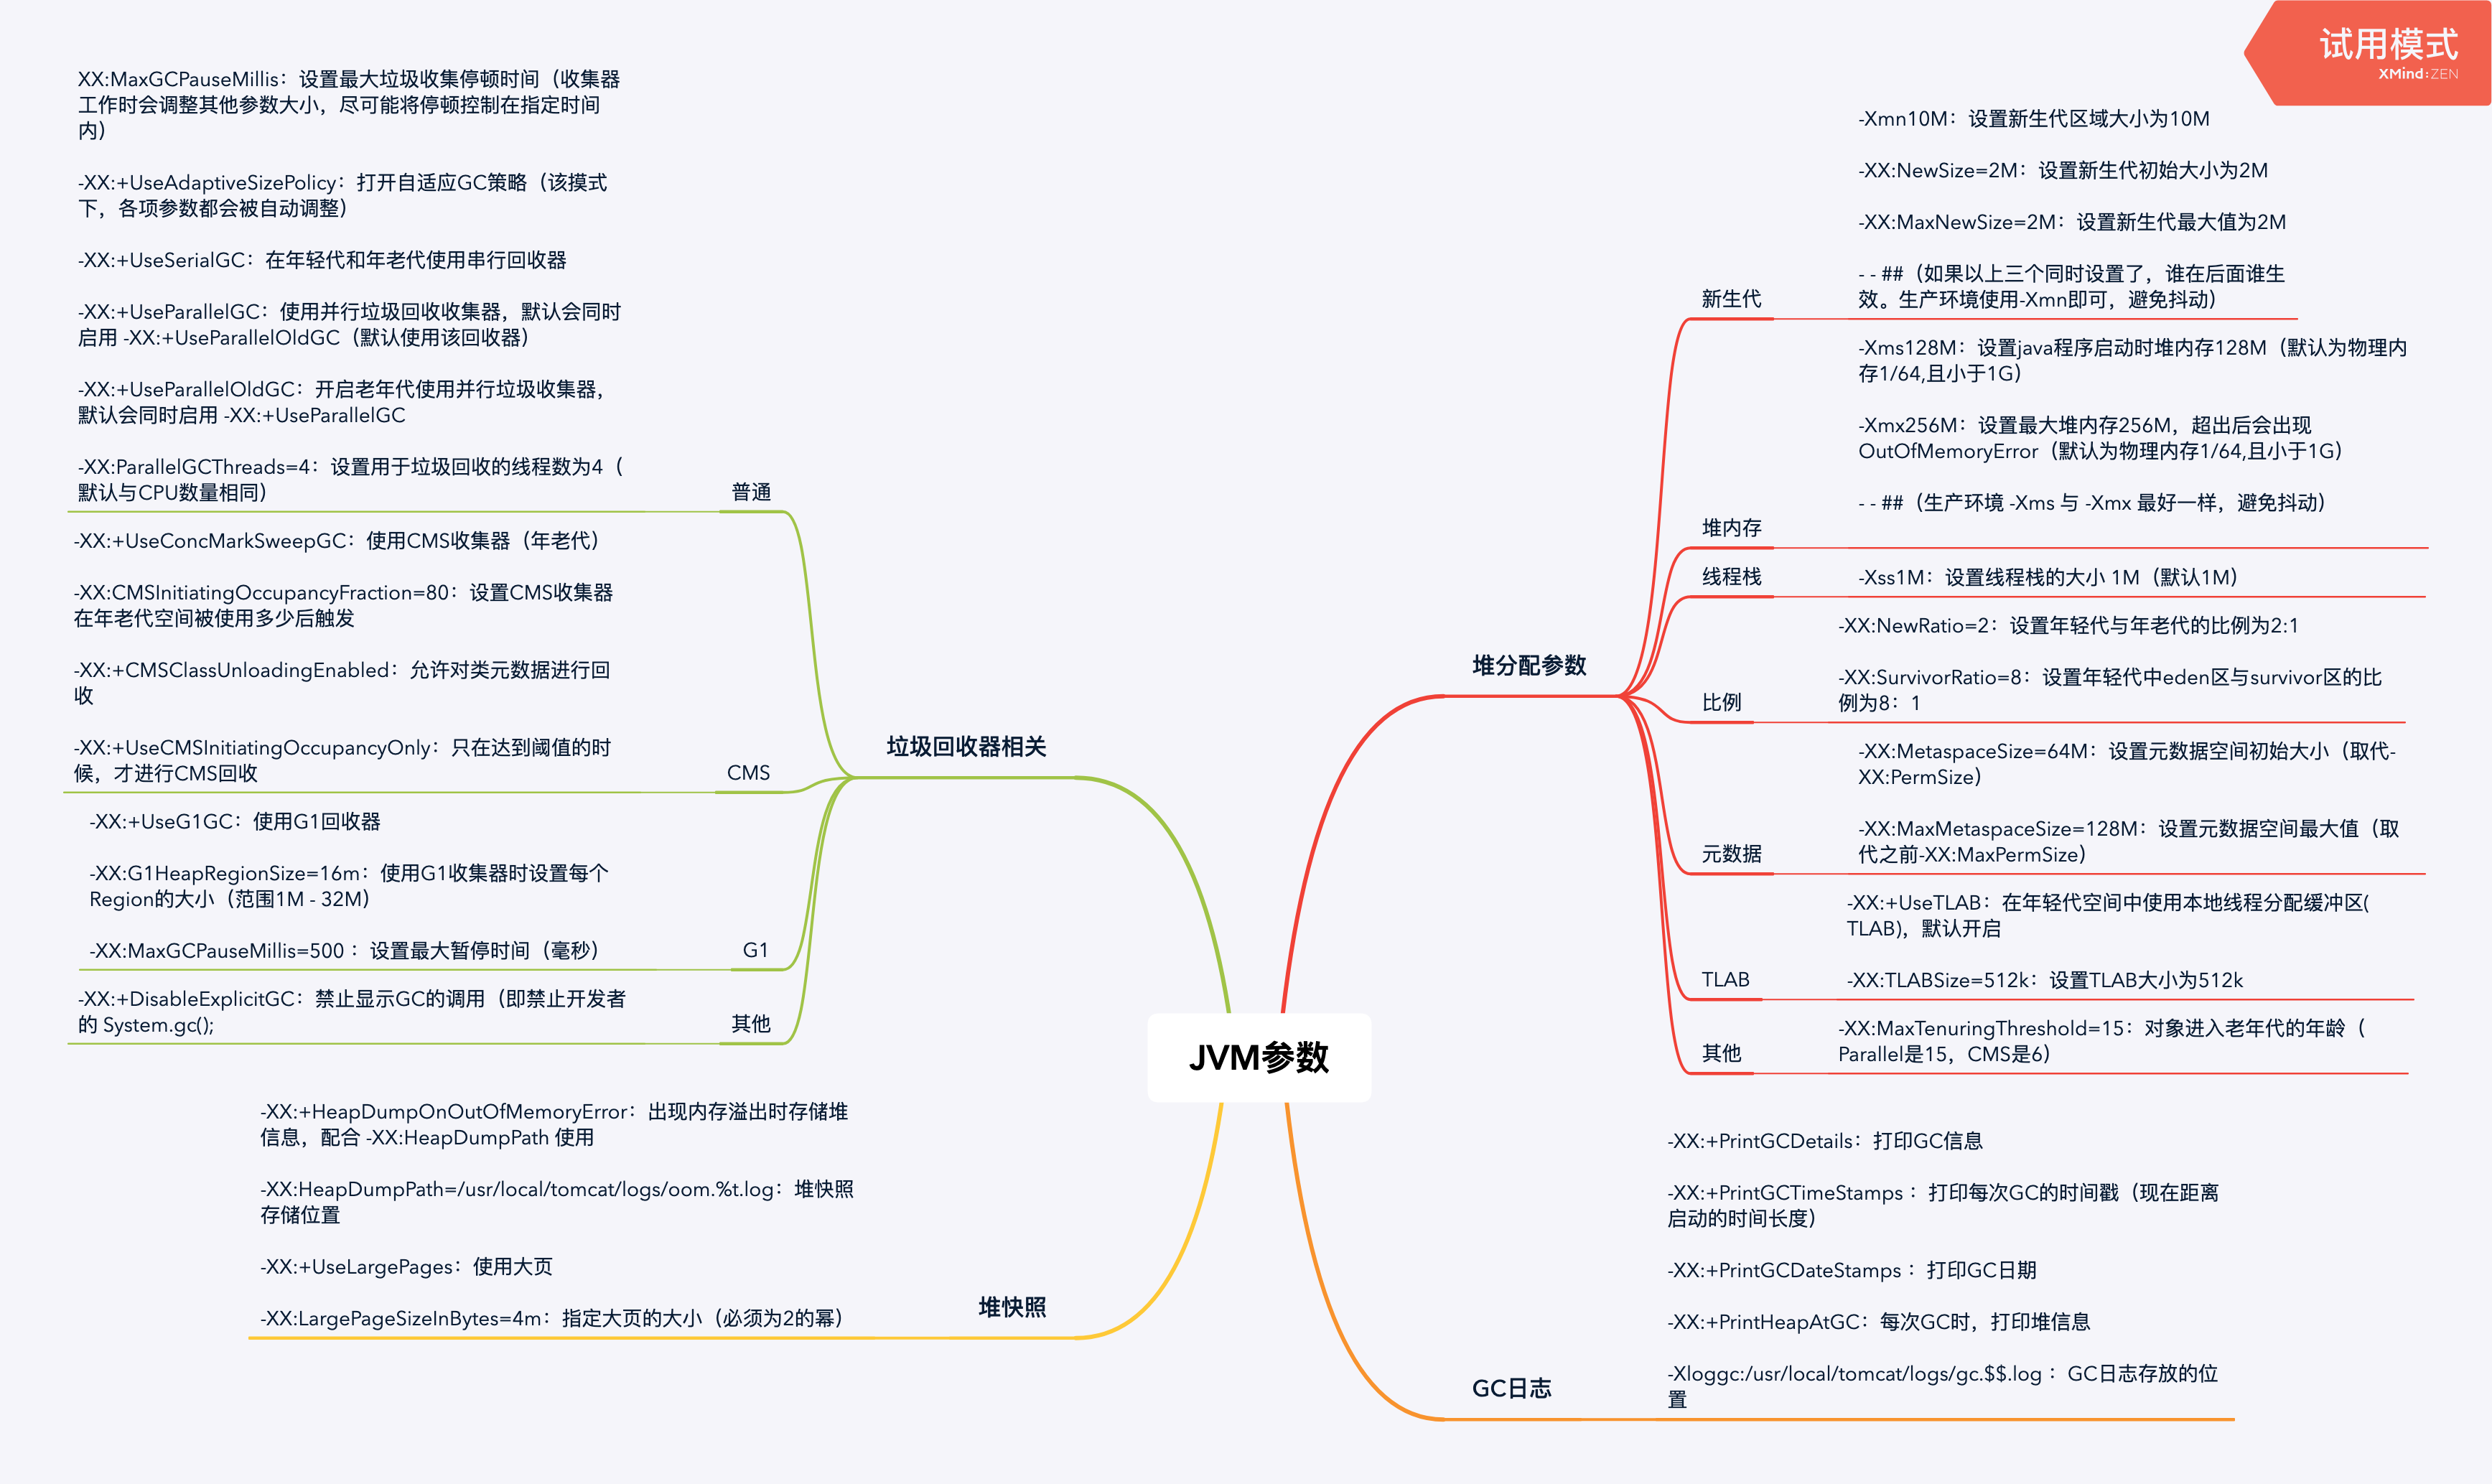 试用模式
XMind:ZEN
JVM参数
堆分配参数
新生代
-Xmn10M：设置新生代区域大小为10M
-XX:NewSize=2M：设置新生代初始大小为2M
-XX:MaxNewSize=2M：设置新生代最大值为2M
- - ##（如果以上三个同时设置了，谁在后面谁生
效。生产环境使用-Xmn即可，避免抖动）
堆内存
-Xms128M：设置java程序启动时堆内存128M（默认为物理内
存1/64,且小于1G）
-Xmx256M：设置最大堆内存256M，超出后会出现
OutOfMemoryError（默认为物理内存1/64,且小于1G）
- - ##（生产环境 -Xms 与 -Xmx 最好一样，避免抖动）
线程栈
-Xss1M：设置线程栈的大小 1M（默认1M）
比例
-XX:NewRatio=2：设置年轻代与年老代的比例为2:1
-XX:SurvivorRatio=8：设置年轻代中eden区与survivor区的比
例为8：1
元数据
-XX:MetaspaceSize=64M：设置元数据空间初始大小（取代-
XX:PermSize）
-XX:MaxMetaspaceSize=128M：设置元数据空间最大值（取
代之前-XX:MaxPermSize）
TLAB
-XX:+UseTLAB：在年轻代空间中使用本地线程分配缓冲区(
TLAB)，默认开启
-XX:TLABSize=512k：设置TLAB大小为512k
其他
-XX:MaxTenuringThreshold=15：对象进入老年代的年龄（
Parallel是15，CMS是6）
GC日志
-XX:+PrintGCDetails：打印GC信息
-XX:+PrintGCTimeStamps ：打印每次GC的时间戳（现在距离
启动的时间长度）
-XX:+PrintGCDateStamps ：打印GC日期
-XX:+PrintHeapAtGC：每次GC时，打印堆信息
-Xloggc:/usr/local/tomcat/logs/gc.$$.log ：GC日志存放的位
置
垃圾回收器相关
普通
XX:MaxGCPauseMillis：设置最大垃圾收集停顿时间（收集器
工作时会调整其他参数大小，尽可能将停顿控制在指定时间
内）
-XX:+UseAdaptiveSizePolicy：打开自适应GC策略（该摸式
下，各项参数都会被自动调整）
-XX:+UseSerialGC：在年轻代和年老代使用串行回收器
-XX:+UseParallelGC：使用并行垃圾回收收集器，默认会同时
启用 -XX:+UseParallelOldGC（默认使用该回收器）
-XX:+UseParallelOldGC：开启老年代使用并行垃圾收集器，
默认会同时启用 -XX:+UseParallelGC
-XX:ParallelGCThreads=4：设置用于垃圾回收的线程数为4（
默认与CPU数量相同）
CMS
-XX:+UseConcMarkSweepGC：使用CMS收集器（年老代）
-XX:CMSInitiatingOccupancyFraction=80：设置CMS收集器
在年老代空间被使用多少后触发
-XX:+CMSClassUnloadingEnabled：允许对类元数据进行回
收
-XX:+UseCMSInitiatingOccupancyOnly：只在达到阈值的时
候，才进行CMS回收
G1
-XX:+UseG1GC：使用G1回收器
-XX:G1HeapRegionSize=16m：使用G1收集器时设置每个
Region的大小（范围1M - 32M）
-XX:MaxGCPauseMillis=500 ：设置最大暂停时间（毫秒）
其他
-XX:+DisableExplicitGC：禁止显示GC的调用（即禁止开发者
的 System.gc();
堆快照
-XX:+HeapDumpOnOutOfMemoryError：出现内存溢出时存储堆
信息，配合 -XX:HeapDumpPath 使用
-XX:HeapDumpPath=/usr/local/tomcat/logs/oom.%t.log：堆快照
存储位置
-XX:+UseLargePages：使用大页
-XX:LargePageSizeInBytes=4m：指定大页的大小（必须为2的幂）